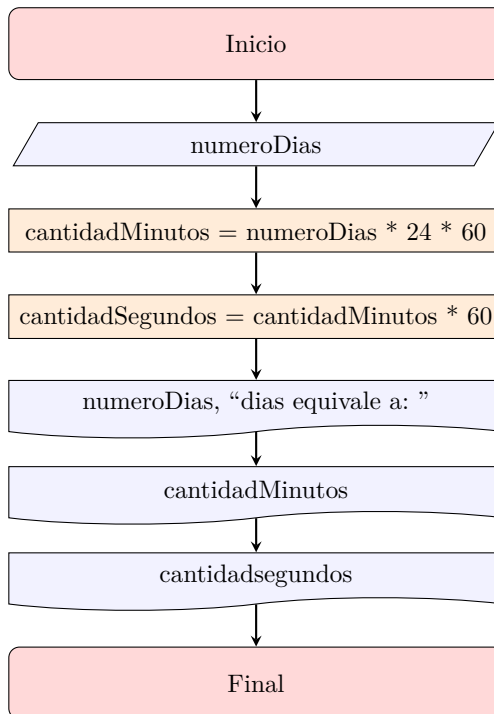 Inicio
numeroDias
cantidadMinutos = numeroDias * 24 * 60
cantidadSegundos = cantidadMinutos * 60
numeroDias, “dias equivale a: ”
cantidadMinutos
cantidadsegundos
Final